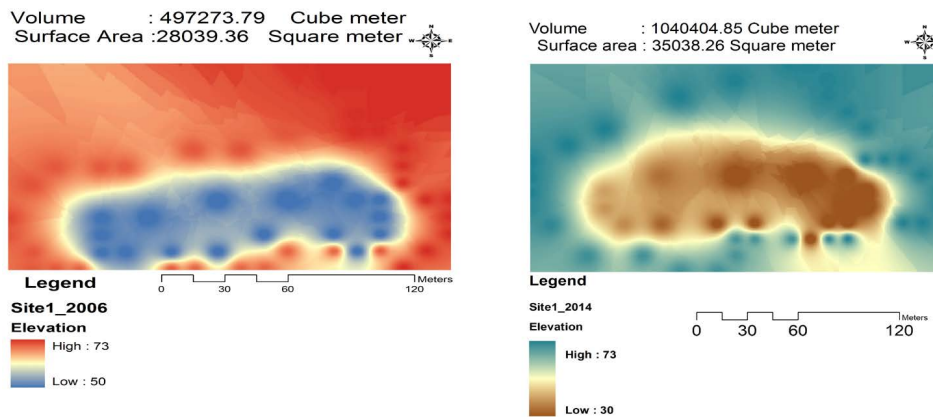 Volume : 497273.79 Cube meter
Surface Area :28039.36 Square meter
N
W E
S
Meters
0 30 60 120
Legend
Site1_2006
Elevation
High : 73
Low : 50
Volume : 1040404.85 Cube meter
Surface area : 35038.26 Square meter
N
W E
S
Legend
Site1_2014
Elevation
Meters
0 30 60 120
High : 73
Low : 30